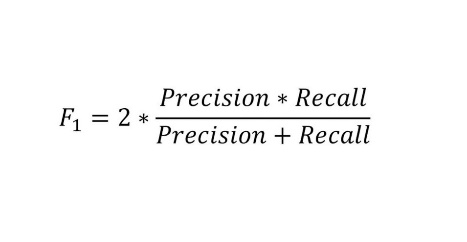 F₁ = 2 * (Precision * Recall) / (Precision + Recall)